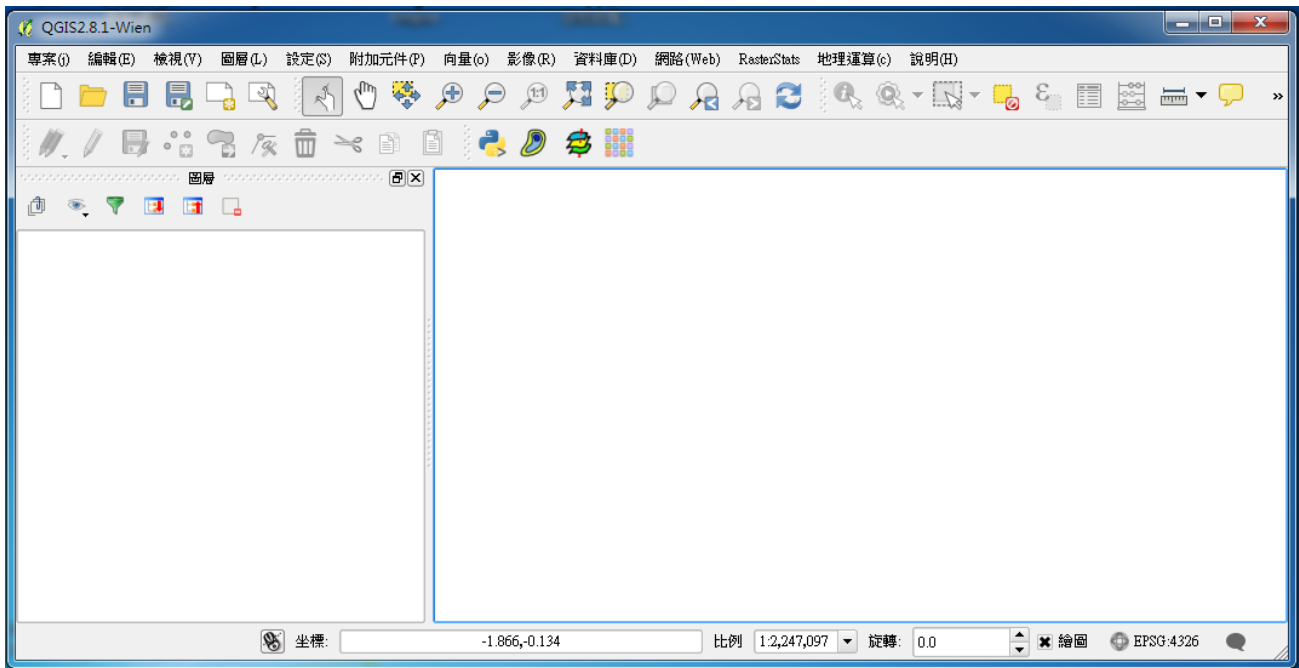 QGIS2.8.1-Wien
專案(j) 編輯(E) 檢視(V) 圖層(L) 設定(S) 附加元件(P) 向量(o) 影像(R) 資料庫(D) 網路(Web) RasterStats 地理運算(c) 說明(H)
1:1 »
圖層
坐標: -1.866,-0.134 比例 1:2,247,097 旋轉: 0.0 繪圖 EPSG:4326